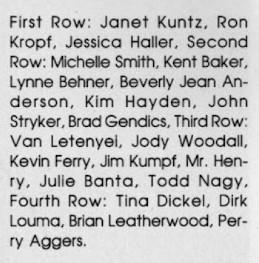 First Row: Janet Kuntz, Ron
Kropf, Jessica Haller, Second
Row: Michelle Smith, Kent Baker,
Lynne Behner, Beverly Jean An-
derson, Kim Hayden, John
Stryker, Brad Gendics, Third Row:
Van Letenyei, Jody Woodall,
Kevin Ferry, Jim Kumpf, Mr. Hen-
ry, Julie Banta, Todd Nagy,
Fourth Row: Tina Dickel, Dirk
Louma, Brian Leatherwood, Per-
ry Aggers.